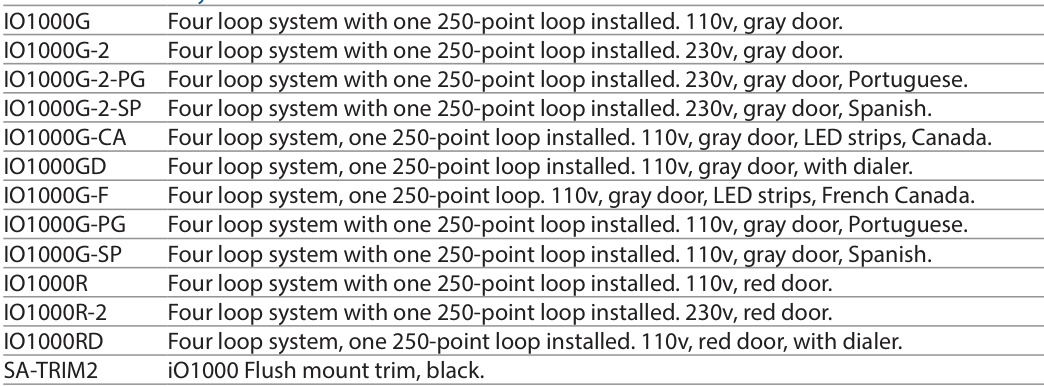 IO1000G Four loop system with one 250-point loop installed. 110v, gray door.
IO1000G-2 Four loop system with one 250-point loop installed. 230v, gray door.
IO1000G-2-PG Four loop system with one 250-point loop installed. 230v, gray door, Portuguese.
IO1000G-2-SP Four loop system with one 250-point loop installed. 230v, gray door, Spanish.
IO1000G-CA Four loop system, one 250-point loop installed. 110v, gray door, LED strips, Canada.
IO1000GD Four loop system, one 250-point loop installed. 110v, gray door, with dialer.
IO1000G-F Four loop system, one 250-point loop. 110v, gray door, LED strips, French Canada.
IO1000G-PG Four loop system with one 250-point loop installed. 110v, gray door, Portuguese.
IO1000G-SP Four loop system with one 250-point loop installed. 110v, gray door, Spanish.
IO1000R Four loop system with one 250-point loop installed. 110v, red door.
IO1000R-2 Four loop system with one 250-point loop installed. 230v, red door.
IO1000RD Four loop system, one 250-point loop installed. 110v, red door, with dialer.
SA-TRIM2 iO1000 Flush mount trim, black.